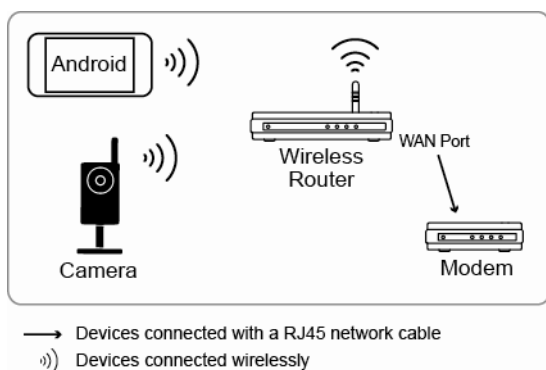 Android
Wireless
Router
WAN Port
Camera
Modem
Devices connected with a RJ45 network cable
Devices connected wirelessly